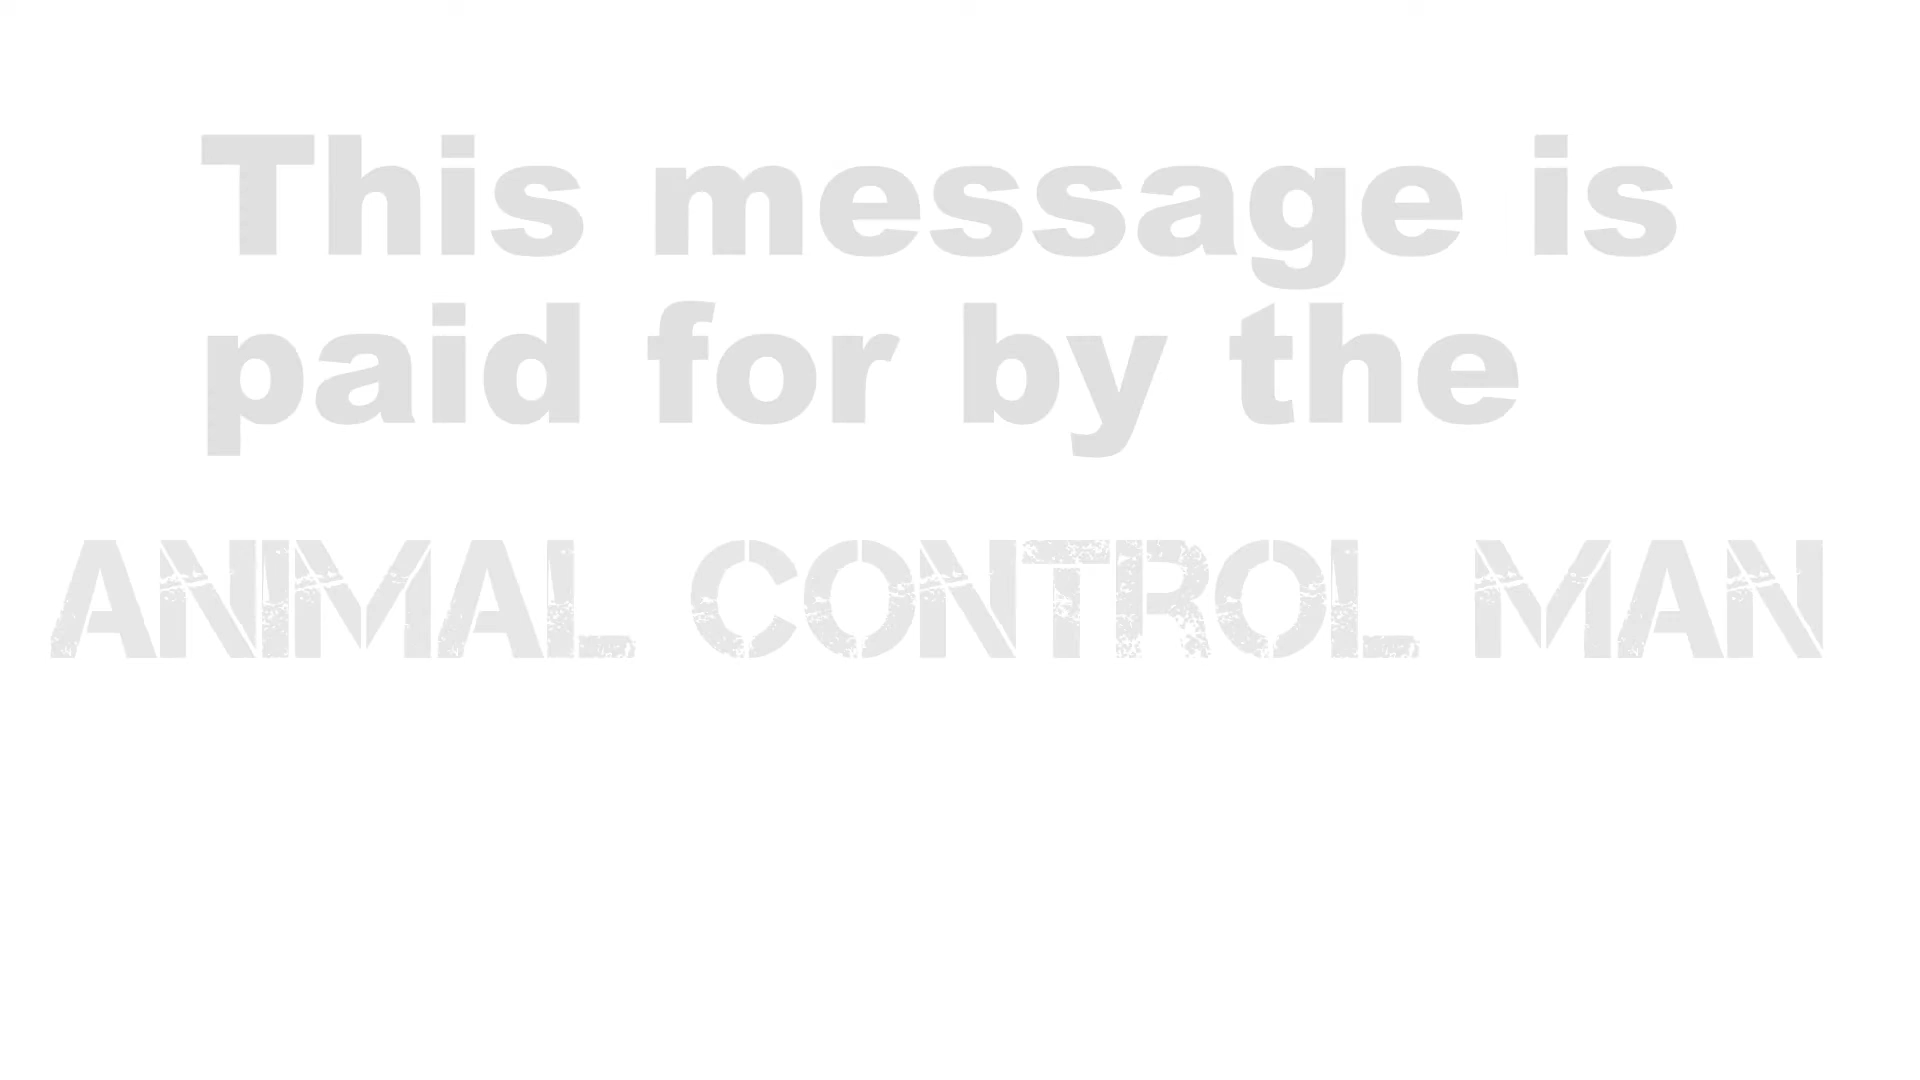 This message is
paid for by the
ANIMAL CONTROL MAN